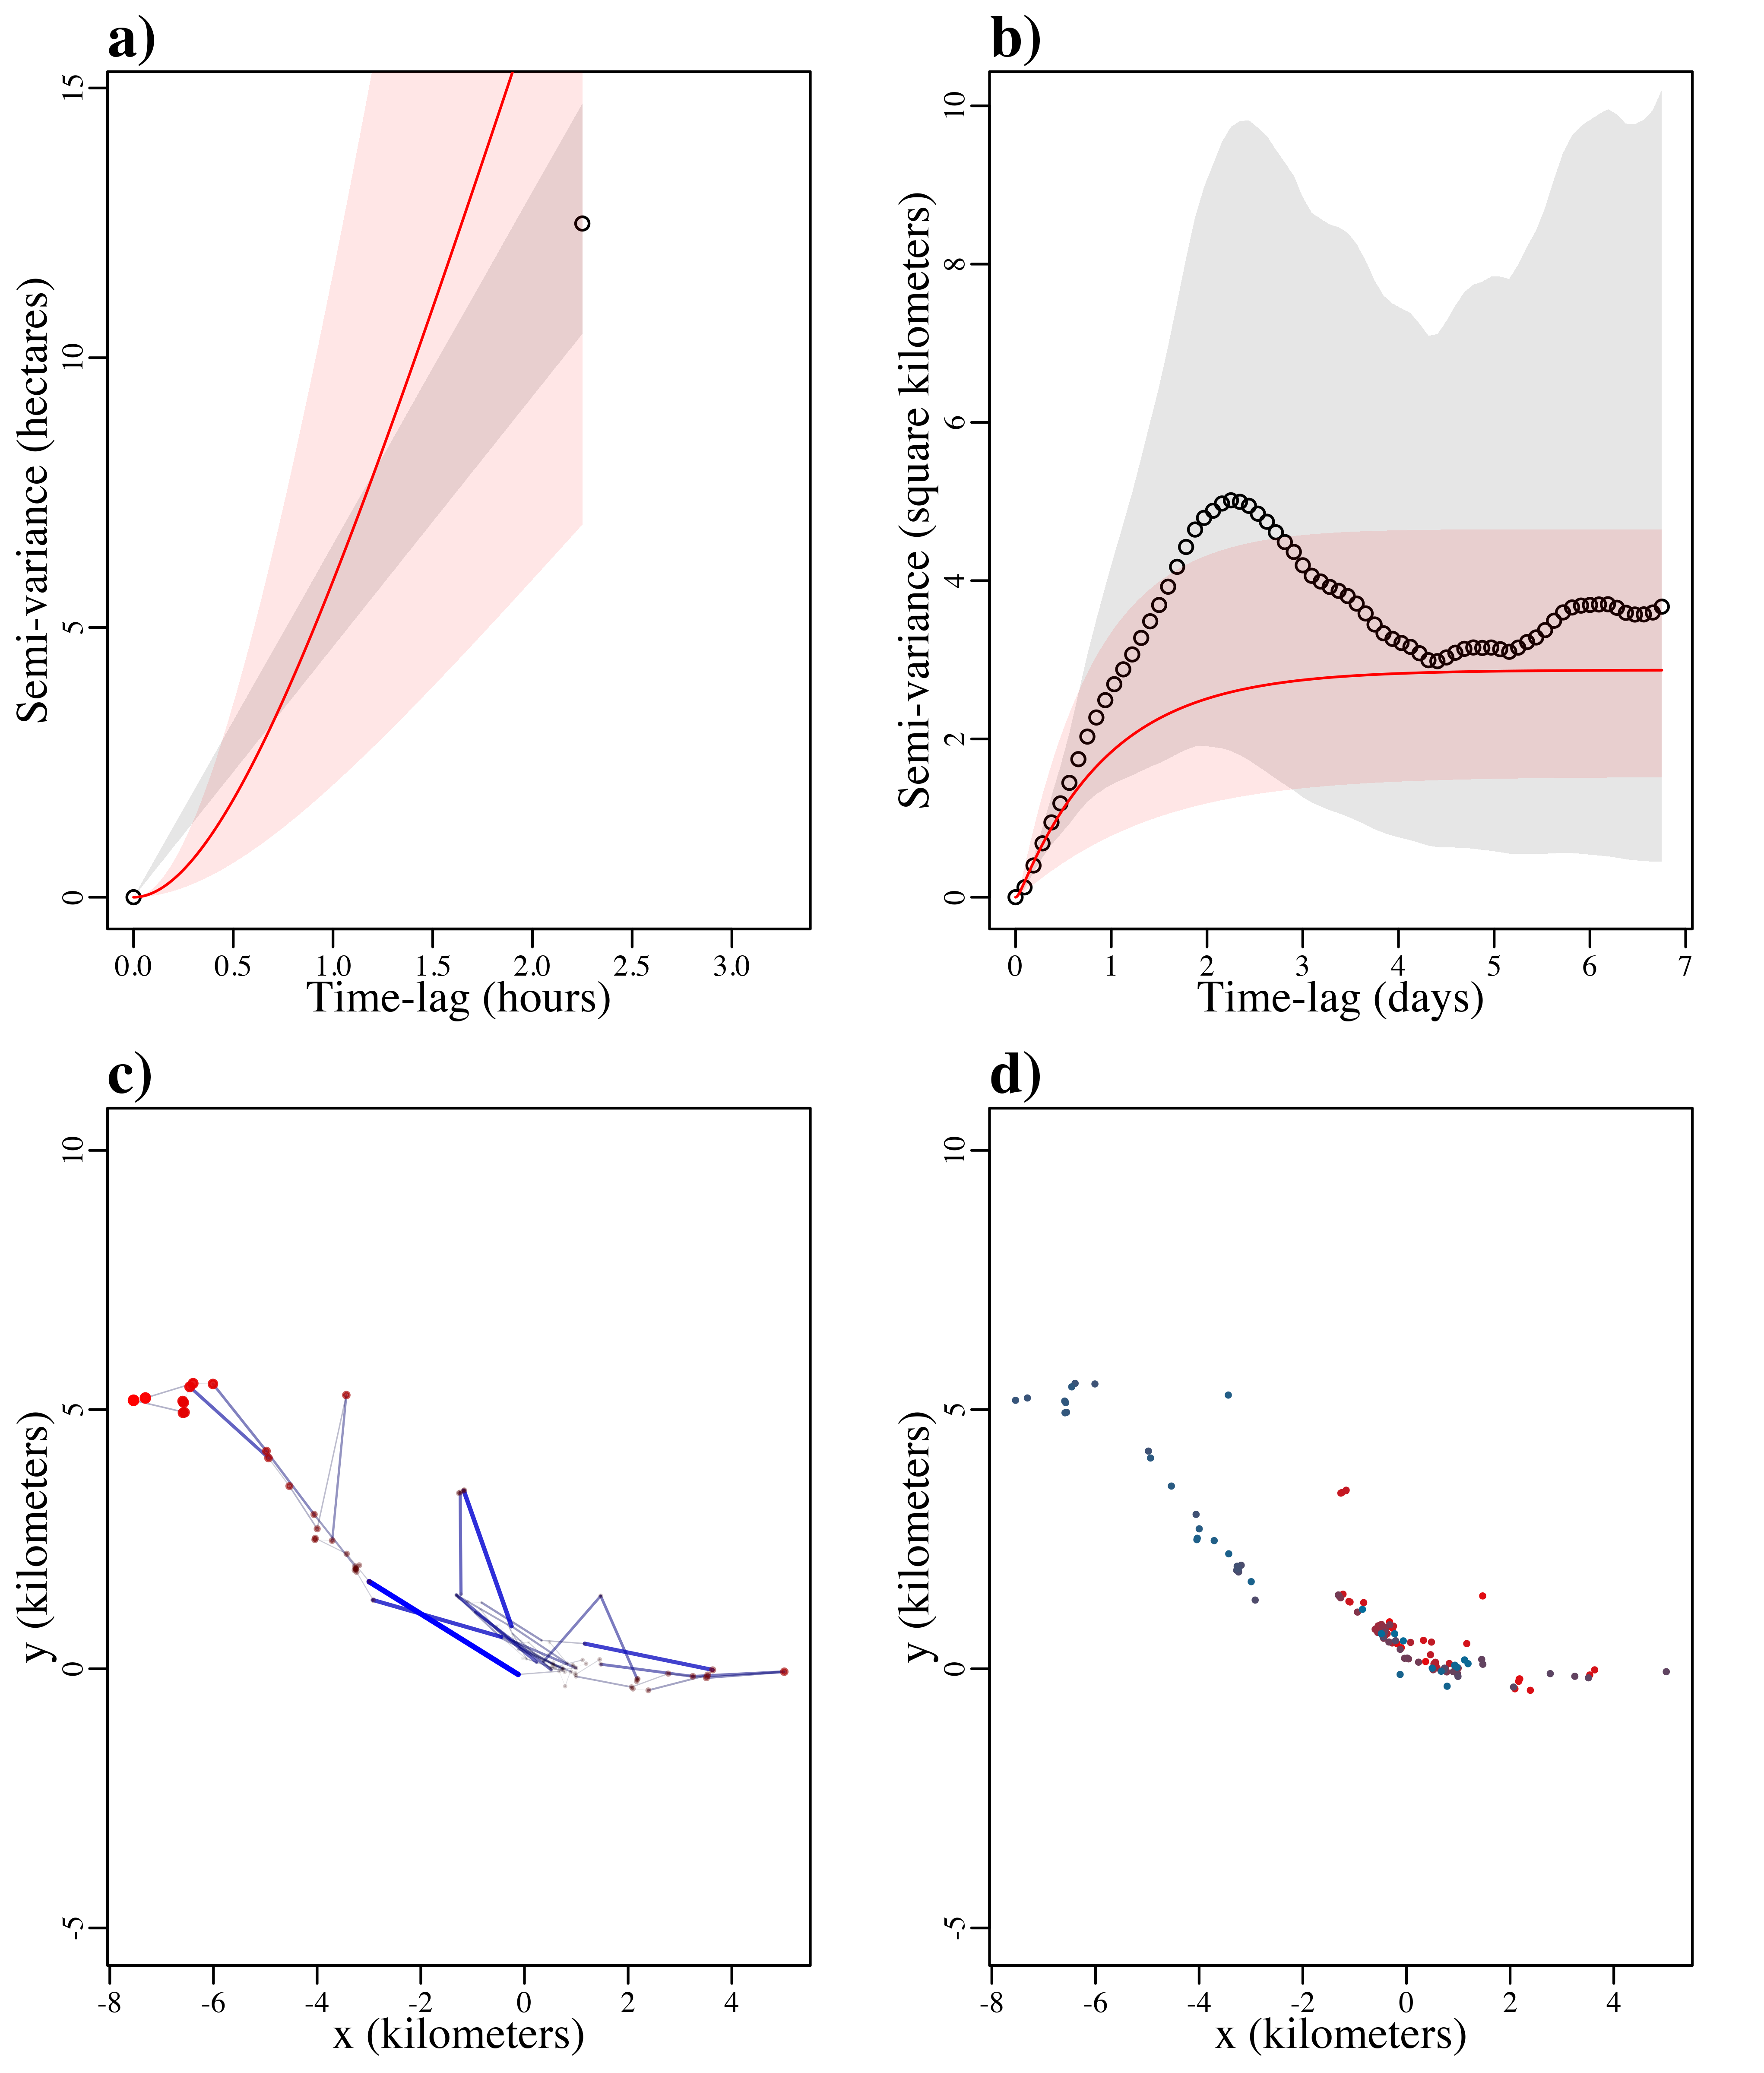 a)
15
10
5
0
Semi-variance (hectares)
0.0 0.5 1.0 1.5 2.0 2.5 3.0
Time-lag (hours)
b)
10
8
6
4
2
0
Semi-variance (square kilometers)
0 1 2 3 4 5 6 7
Time-lag (days)
c)
10
5
0
-5
y (kilometers)
-8 -6 -4 -2 0 2 4
x (kilometers)
d)
10
5
0
-5
y (kilometers)
-8 -6 -4 -2 0 2 4
x (kilometers)